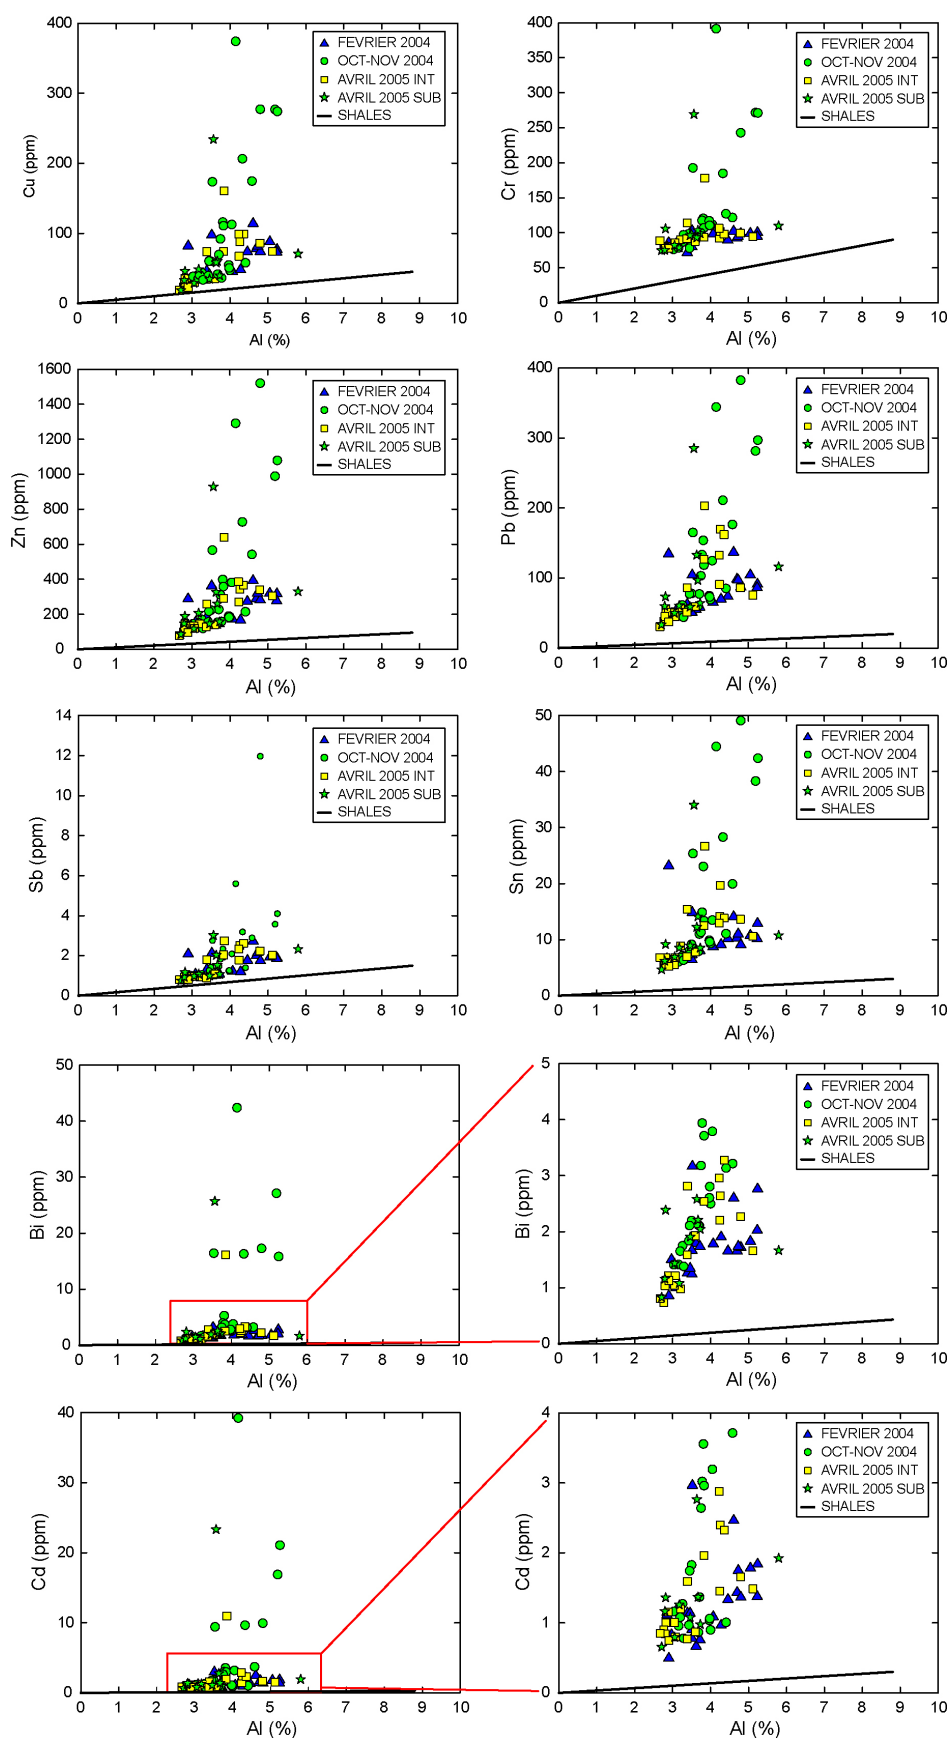 400
300
200
100
0
Cu (ppm)
0 1 2 3 4 5 6 7 8 9 10
Al (%)
FEVRIER 2004
OCT-NOV 2004
AVRIL 2005 INT
AVRIL 2005 SUB
SHALES
400
350
300
250
200
150
100
50
0
Cr (ppm)
0 1 2 3 4 5 6 7 8 9 10
Al (%)
FEVRIER 2004
OCT-NOV 2004
AVRIL 2005 INT
AVRIL 2005 SUB
SHALES
1600
1400
1200
1000
800
600
400
200
0
Zn (ppm)
0 1 2 3 4 5 6 7 8 9 10
Al (%)
FEVRIER 2004
OCT-NOV 2004
AVRIL 2005 INT
AVRIL 2005 SUB
SHALES
400
300
200
100
0
Pb (ppm)
0 1 2 3 4 5 6 7 8 9 10
Al (%)
FEVRIER 2004
OCT-NOV 2004
AVRIL 2005 INT
AVRIL 2005 SUB
SHALES
14
12
10
8
6
4
2
0
Sb (ppm)
0 1 2 3 4 5 6 7 8 9 10
Al (%)
FEVRIER 2004
OCT-NOV 2004
AVRIL 2005 INT
AVRIL 2005 SUB
SHALES
50
40
30
20
10
0
Sn (ppm)
0 1 2 3 4 5 6 7 8 9 10
Al (%)
FEVRIER 2004
OCT-NOV 2004
AVRIL 2005 INT
AVRIL 2005 SUB
SHALES
50
40
30
20
10
0
Bi (ppm)
0 1 2 3 4 5 6 7 8 9 10
Al (%)
5
4
3
2
1
0
Bi (ppm)
0 1 2 3 4 5 6 7 8 9 10
Al (%)
FEVRIER 2004
OCT-NOV 2004
AVRIL 2005 INT
AVRIL 2005 SUB
SHALES
40
30
20
10
0
Cd (ppm)
0 1 2 3 4 5 6 7 8 9 10
Al (%)
4
3
2
1
0
Cd (ppm)
0 1 2 3 4 5 6 7 8 9 10
Al (%)
FEVRIER 2004
OCT-NOV 2004
AVRIL 2005 INT
AVRIL 2005 SUB
SHALES